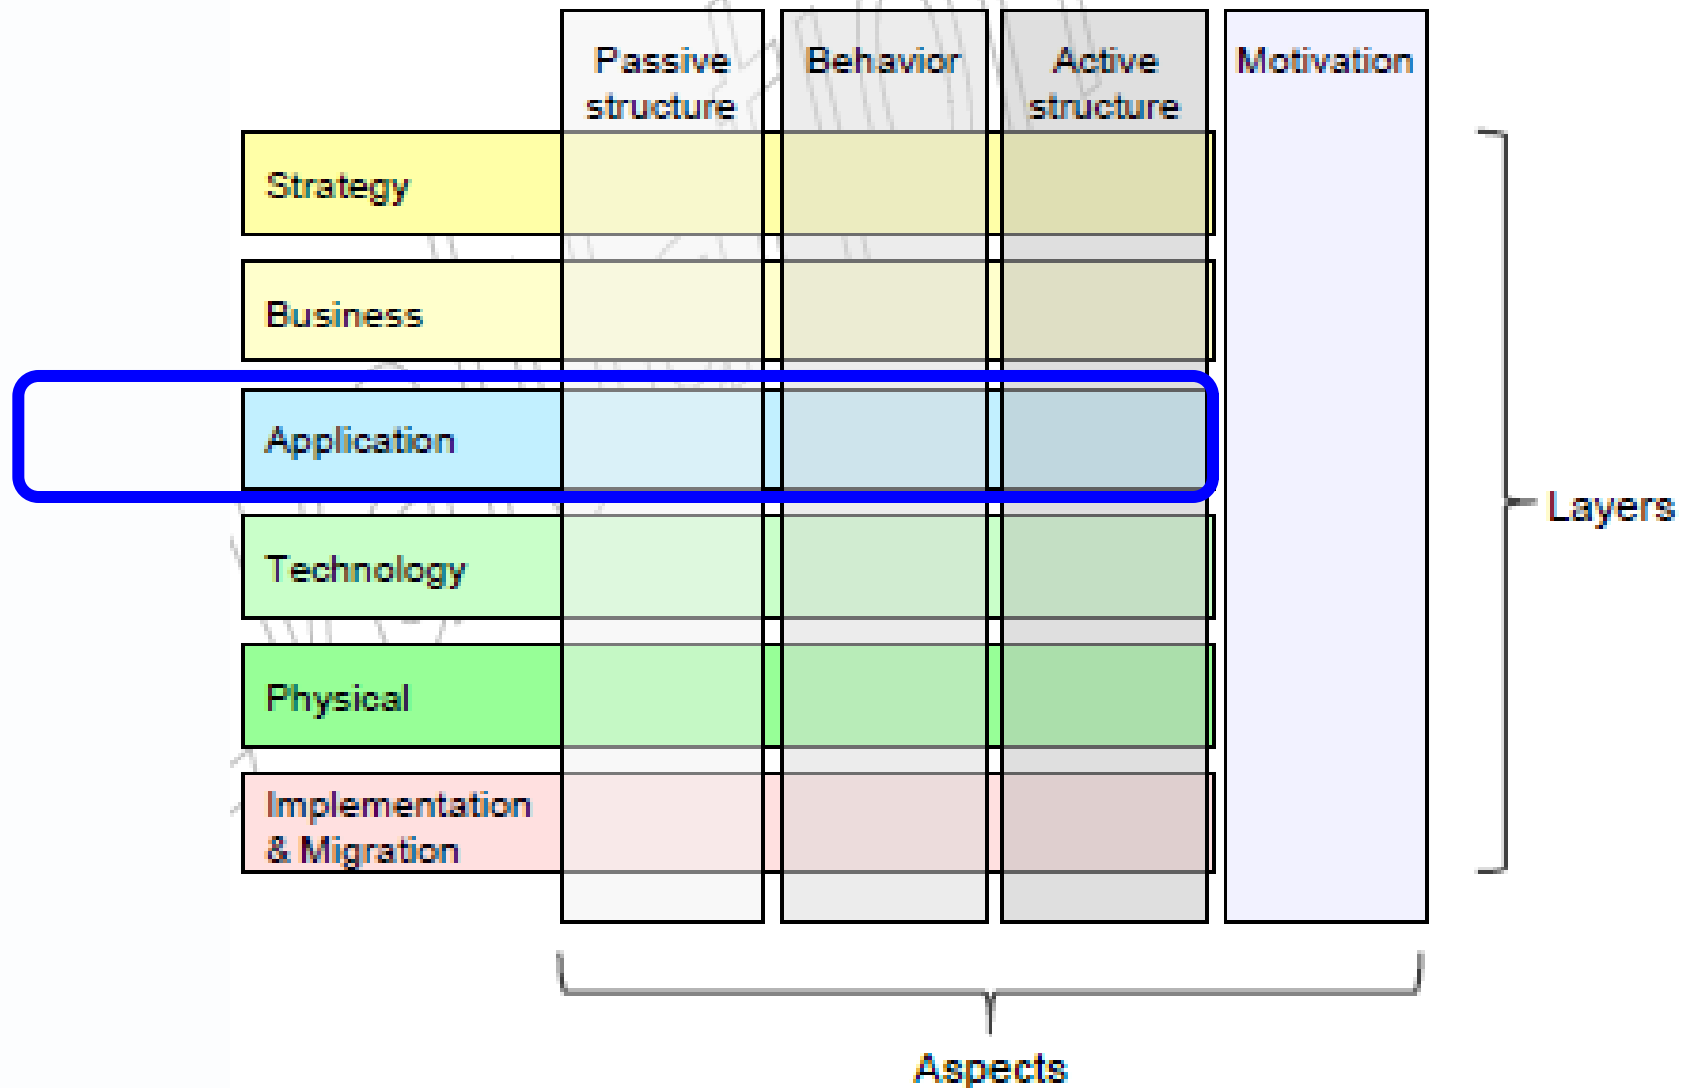 Passive
structure
Behavior
Active
structure
Motivation
Strategy
Business
Application
Technology
Physical
Implementation
& Migration
Layers
Aspects